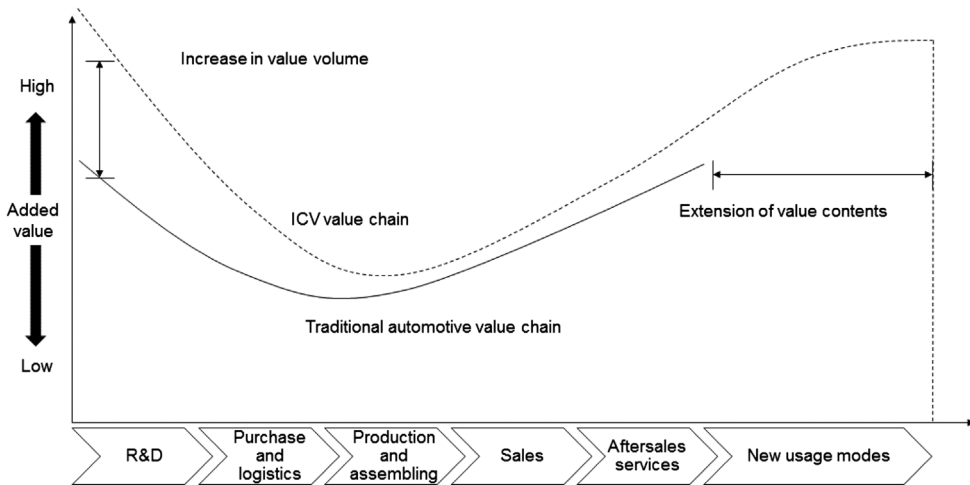 Increase in value volume
High
Added
value
Low
ICV value chain
Extension of value contents
Traditional automotive value chain
R&D
Purchase
and
logistics
Production
and
assembling
Sales
Aftersales
services
New usage modes